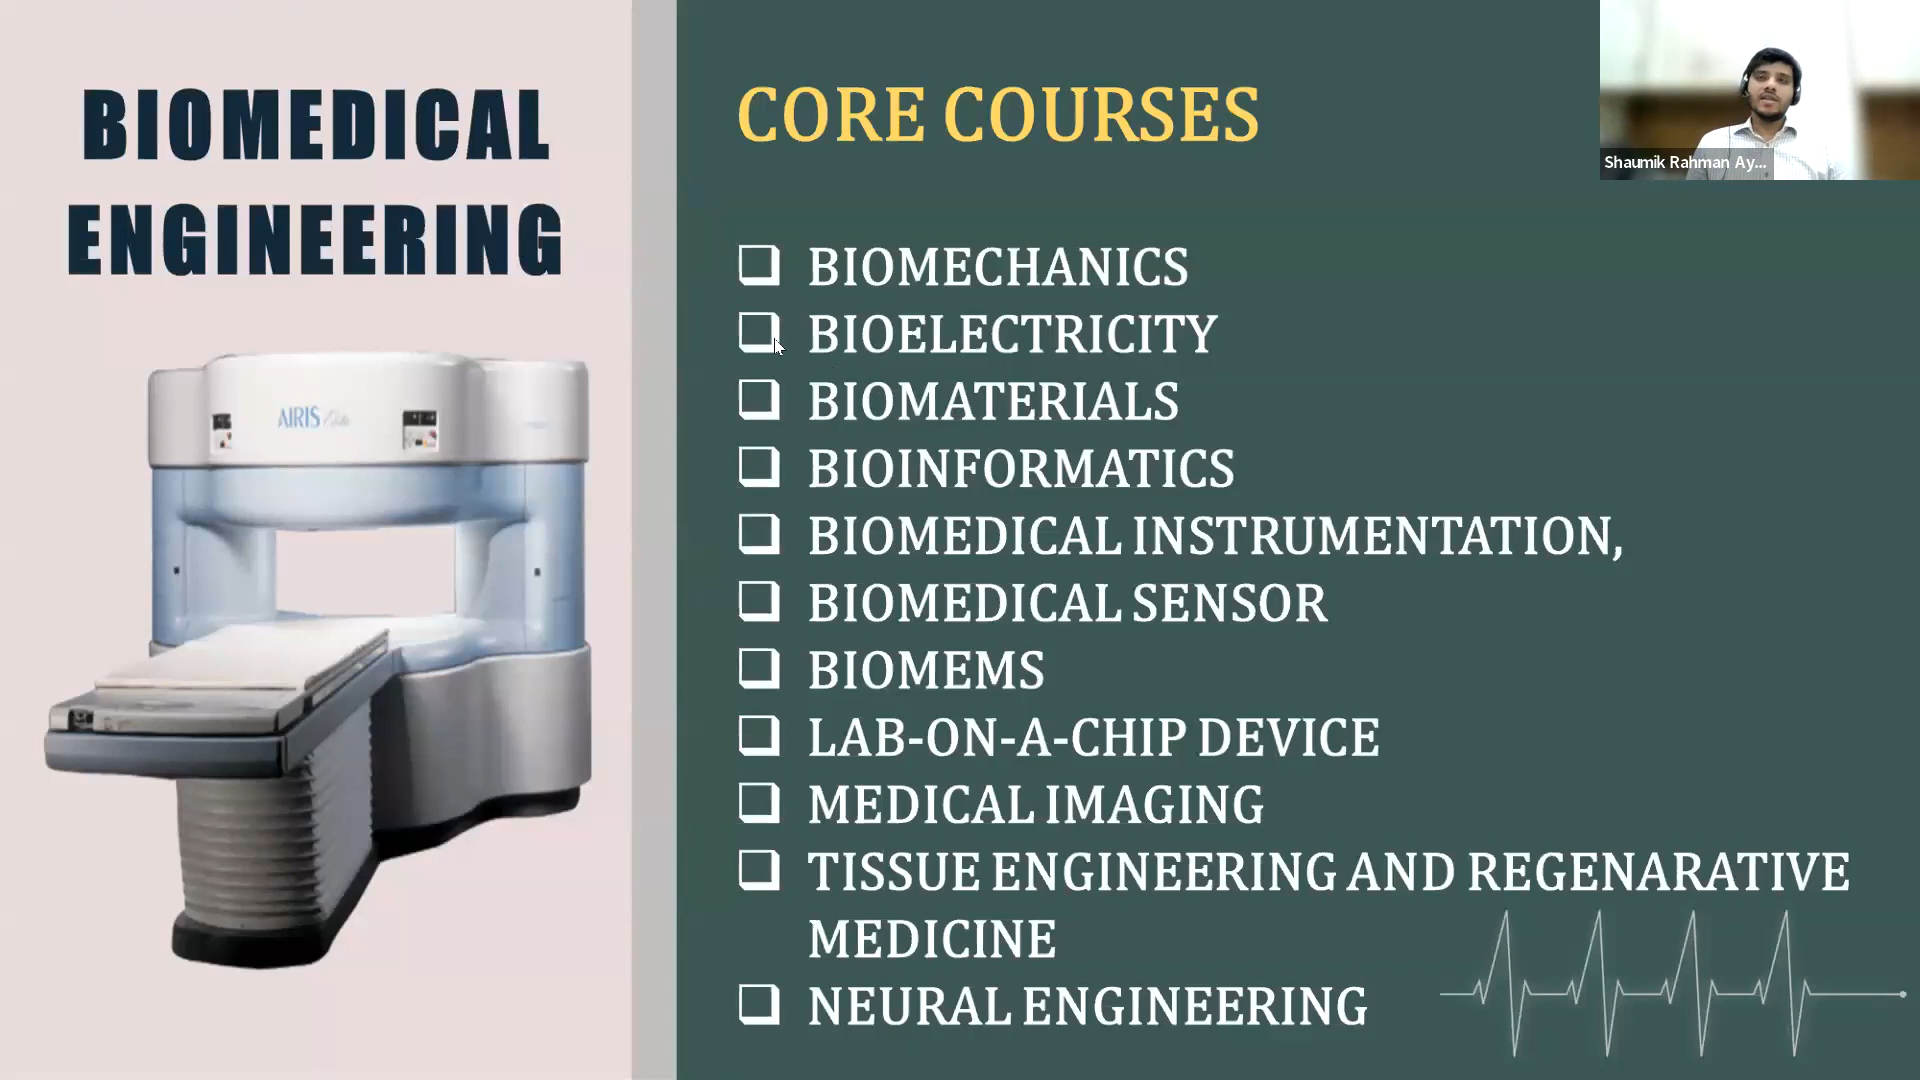 BIOMEDICAL
ENGINEERING
AIRIS
CORE COURSES
Shaumik Rahman Ay...
BIOMECHANICS
BIOELECTRICITY
BIOMATERIALS
BIOINFORMATICS
BIOMEDICAL INSTRUMENTATION,
BIOMEDICAL SENSOR
BIOMEMS
LAB-ON-A-CHIP DEVICE
MEDICAL IMAGING
TISSUE ENGINEERING AND REGENARATIVE
MEDICINE
NEURAL ENGINEERING